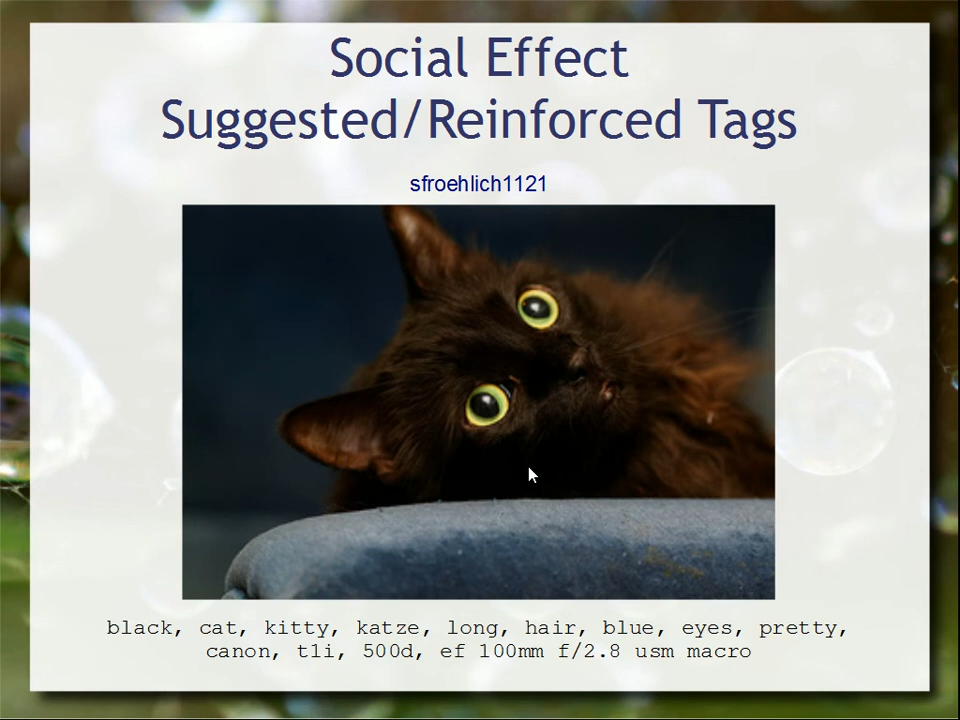 Social Effect
Suggested/Reinforced Tags
sfroehlich1121
black, cat, kitty, katze, long, hair, blue, eyes, pretty,
canon, t1i, 500d, ef 100mm f/2.8 usm macro